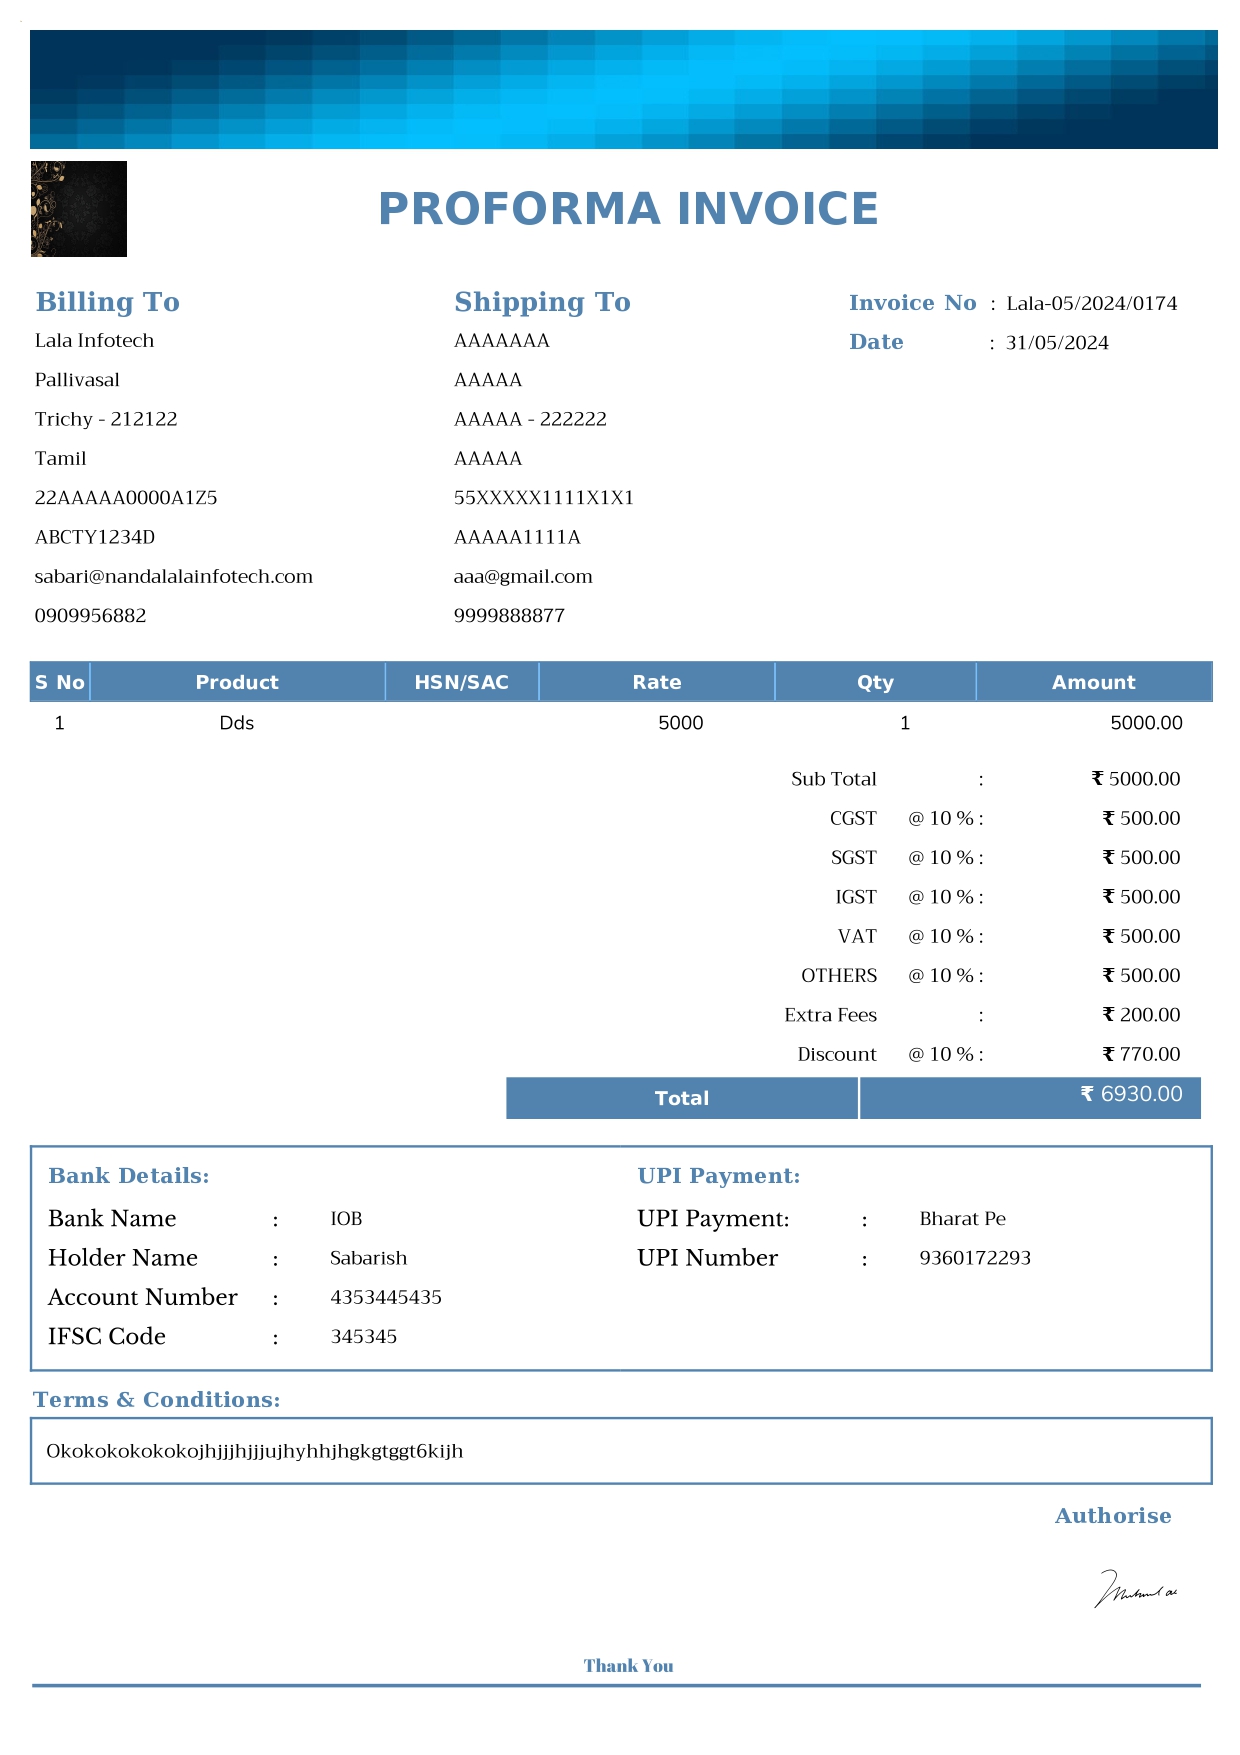 PROFORMA INVOICE
Billing To
Lala Infotech
Pallivasal
Trichy - 212122
Tamil
22AAAAA0000A1Z5
ABCTY1234D
sabari@nandalalainfotech.com
0909956882
Shipping To
AAAAAAA
AAAAA
AAAAA - 222222
AAAAA
55XXXXX1111X1X1
AAAAA1111A
aaa@gmail.com
9999888877
Invoice No : Lala-05/2024/0174
Date : 31/05/2024
S No Product HSN/SAC Rate Qty Amount
1 Dds 5000 1 5000.00
Sub Total : ₹ 5000.00
CGST @ 10 % : ₹ 500.00
SGST @ 10 % : ₹ 500.00
IGST @ 10 % : ₹ 500.00
VAT @ 10 % : ₹ 500.00
OTHERS @ 10 % : ₹ 500.00
Extra Fees : ₹ 200.00
Discount @ 10 % : ₹ 770.00
Total ₹ 6930.00
Bank Details:
Bank Name : IOB
Holder Name : Sabarish
Account Number : 4353445435
IFSC Code : 345345
UPI Payment:
UPI Payment: : Bharat Pe
UPI Number : 9360172293
Terms & Conditions:
Okokokokokokojhjjjhjjjujhyhhjhgkgtggt6kijh
Authorise
Thank You